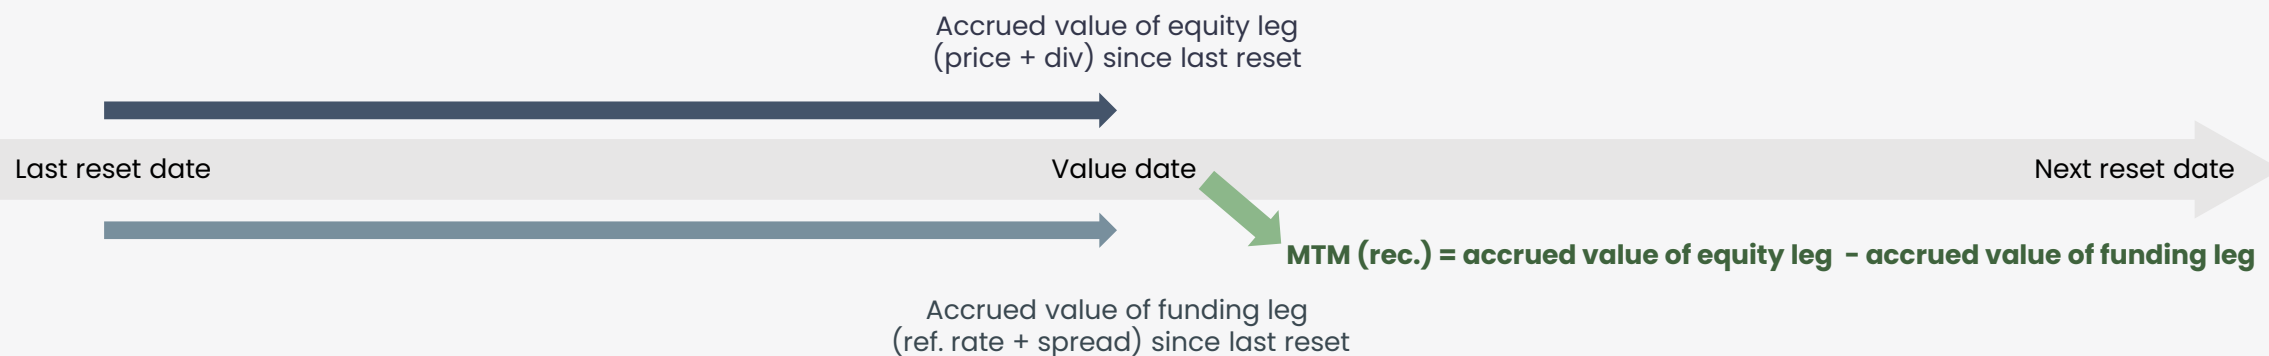 Accrued value of equity leg
(price + div) since last reset
Last reset date
Value date
Next reset date
MTM (rec.) = accrued value of equity leg - accrued value of funding leg
Accrued value of funding leg
(ref. rate + spread) since last reset